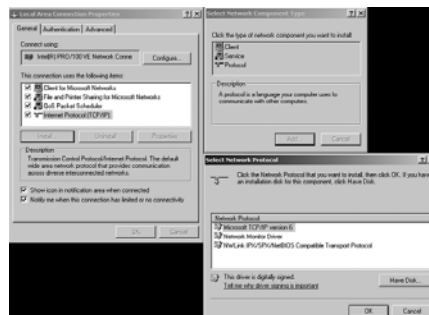 Local Area Connection Properties
General Authentication Advanced
Connect using:
Intel(R) PRO/100 VE Network Conne
Configure...
This connection uses the following items:
Client for Microsoft Networks
File and Printer Sharing for Microsoft Networks
QoS Packet Scheduler
Internet Protocol (TCP/IP)
Install...
Uninstall
Properties
Description
Transmission Control Protocol/Internet Protocol. The default
wide area network protocol that provides communication
across diverse interconnected networks.
Show icon in notification area when connected
Notify me when this connection has limited or no connectivity
OK
Cancel
Select Network Component Type
Click the type of network component you want to install:
Client
Service
Protocol
Description
A protocol is a language your computer uses to
communicate with other computers.
Add...
Cancel
Select Network Protocol
Click the Network Protocol that you want to install, then click OK. If you have
an installation disk for this component, click Have Disk.
Network Protocol
Microsoft TCP/IP version 6
Network Monitor Driver
NWLink IPX/SPX/NetBIOS Compatible Transport Protocol
This driver is digitally signed.
Tell me why driver signing is important
Have Disk...
OK
Cancel